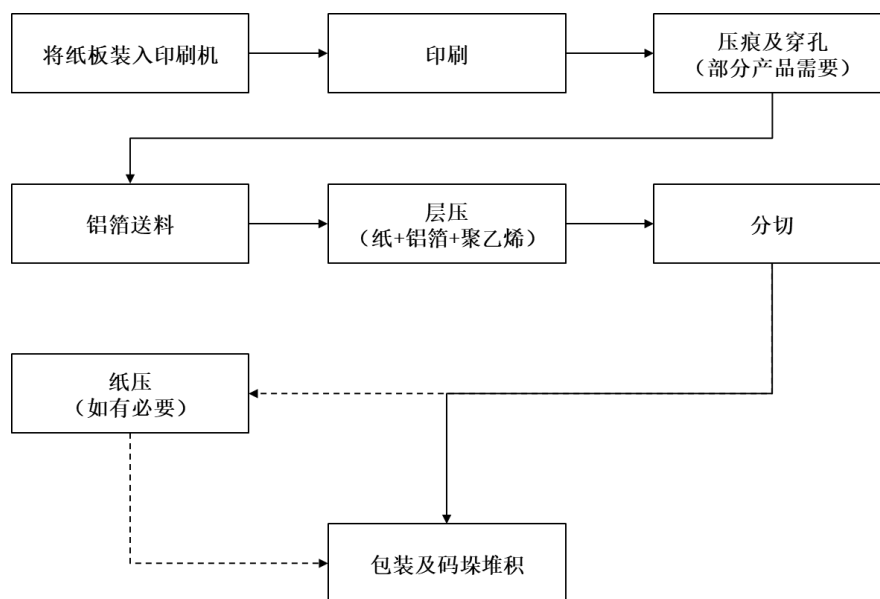 将纸板装入印刷机
印刷
压痕及穿孔
（部分产品需要）
铝箔送料
层压
（纸+铝箔+聚乙烯）
分切
纸压
（如有必要）
包装及码垛堆积